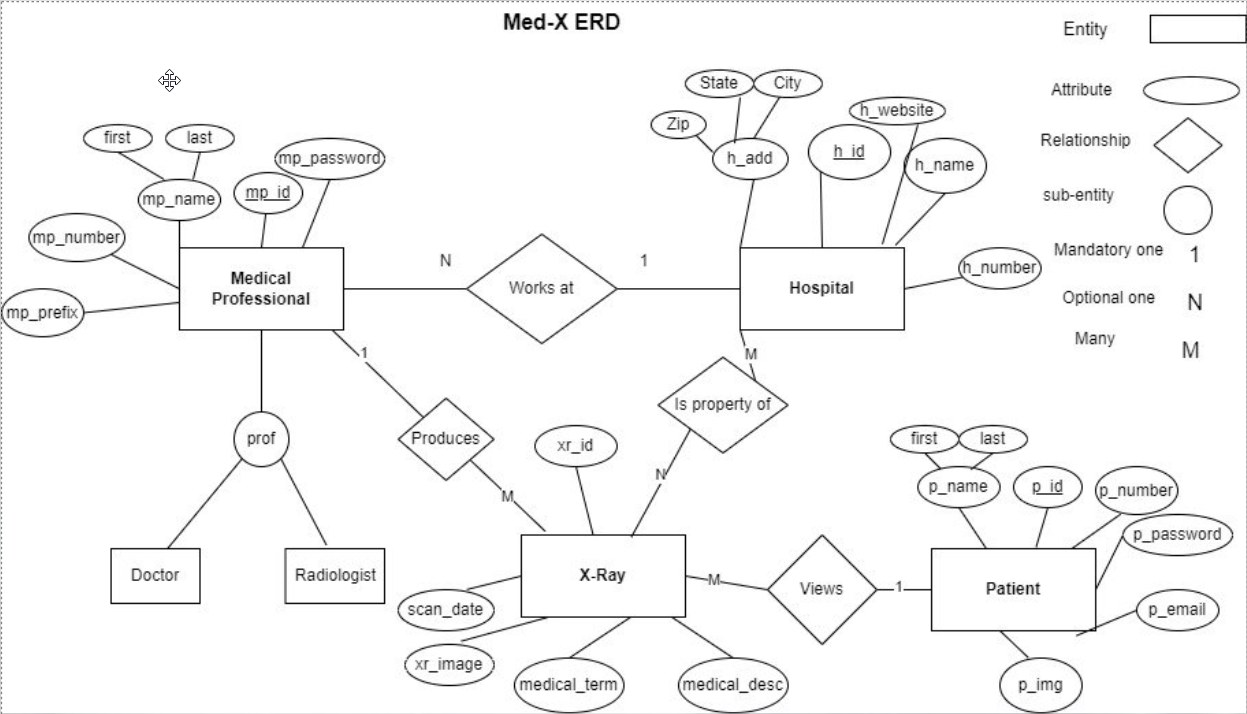 Med-X ERD
Entity
Attribute
Relationship
sub-entity
Mandatory one
1
Optional one
N
Many
M
first
last
mp_name
mp_id
mp_password
mp_number
mp_prefix
Medical
Professional
N
Works at
1
State
City
Zip
h_add
h_id
h_website
h_name
h_number
Hospital
prof
Doctor
Radiologist
1
Produces
M
M
Is property of
N
xr_id
X-Ray
scan_date
xr_image
medical_term
medical_desc
M
Views
1
first
last
p_name
p_id
p_number
p_password
p_email
p_img
Patient